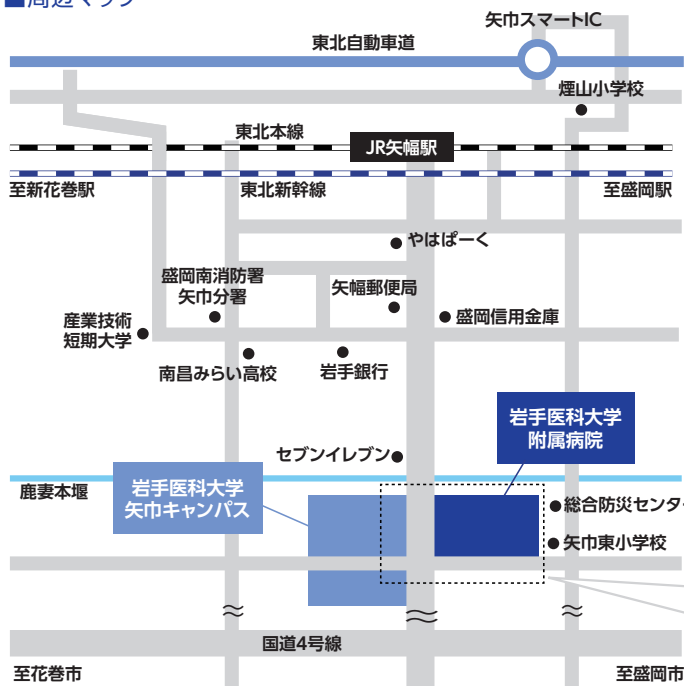 ■周辺マップ
矢巾スマートIC
東北自動車道
煙山小学校
東北本線
JR矢幅駅
至新花巻駅
東北新幹線
至盛岡駅
やはぱーく
盛岡南消防署
矢巾分署
矢幅郵便局
産業技術
短期大学
盛岡信用金庫
南昌みらい高校
岩手銀行
岩手医科大学
附属病院
セブンイレブン
鹿妻本堰
岩手医科大学
矢巾キャンパス
総合防災センタ
矢巾東小学校
国道4号線
至花巻市
至盛岡市